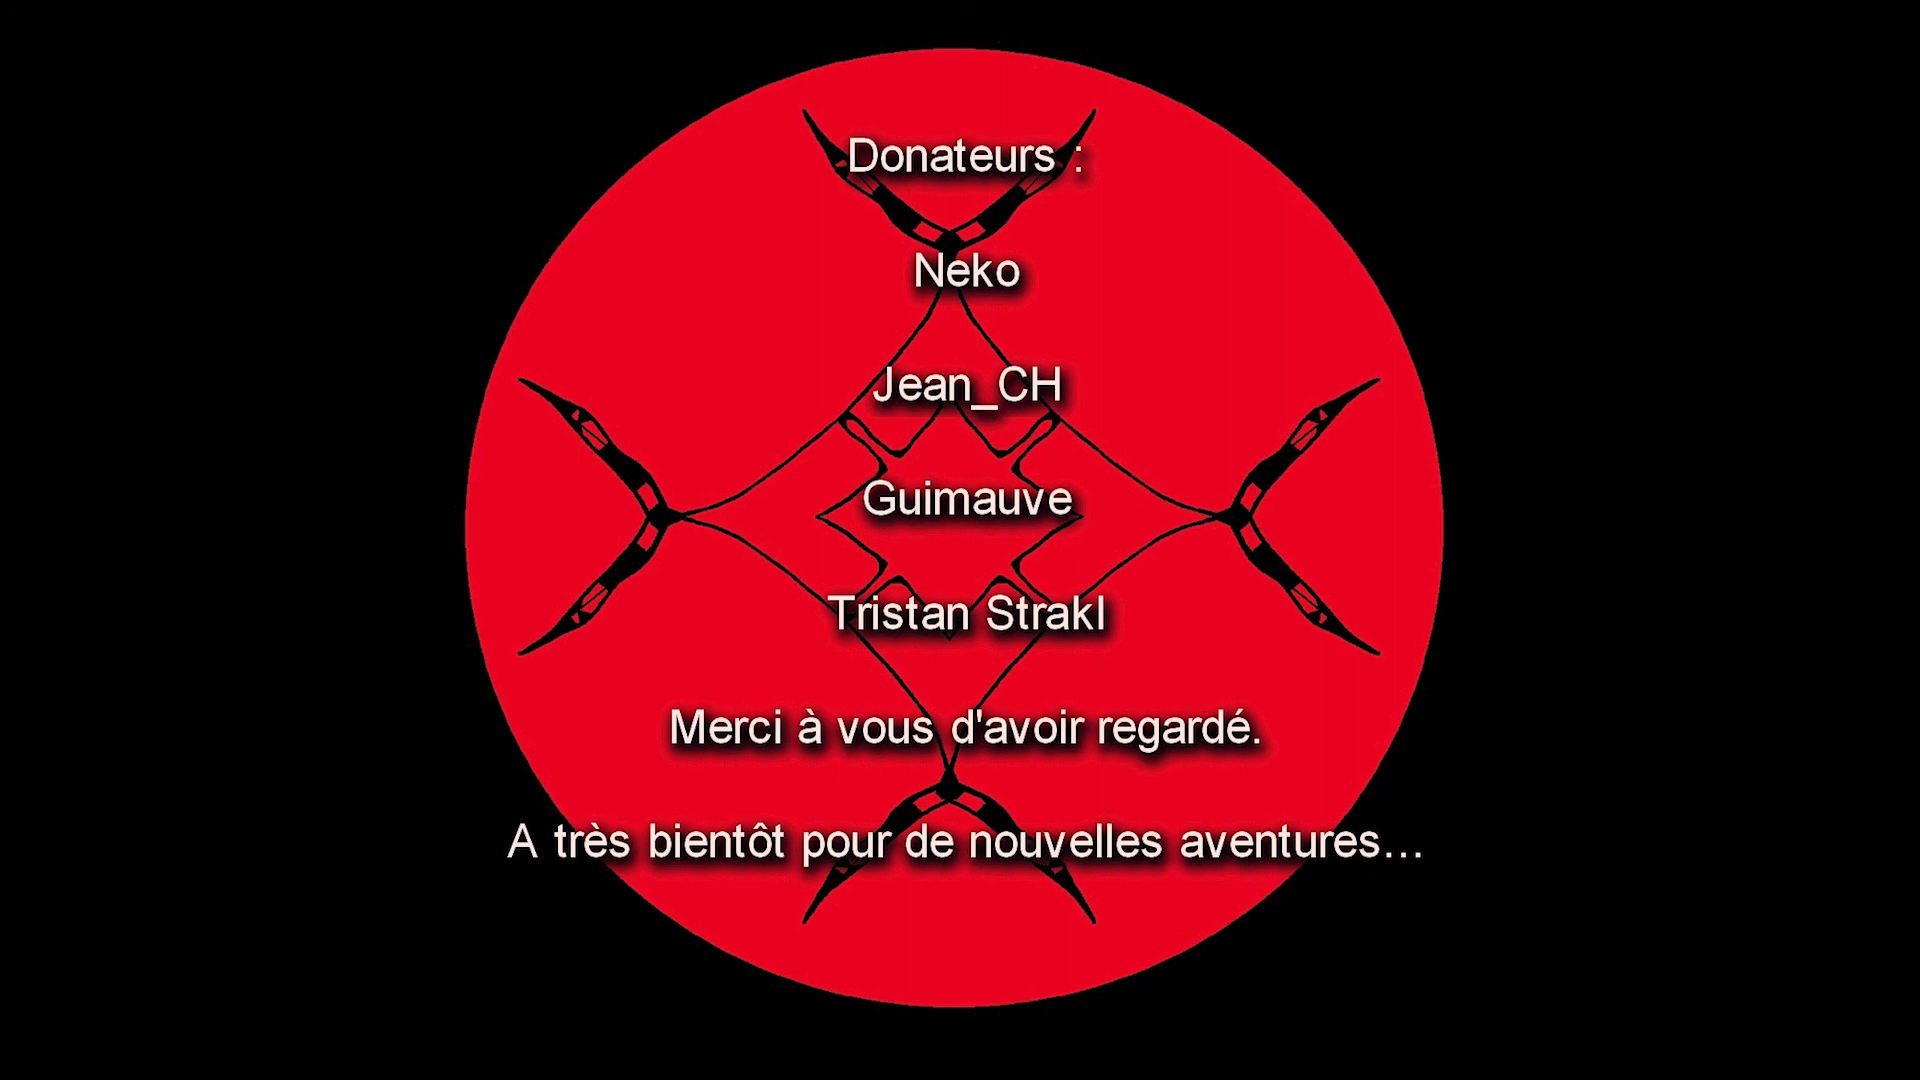 Donateurs :
Neko
Jean_CH
Guimauve
Tristan Strakl
Merci à vous d'avoir regardé.
A très bientôt pour de nouvelles aventures...